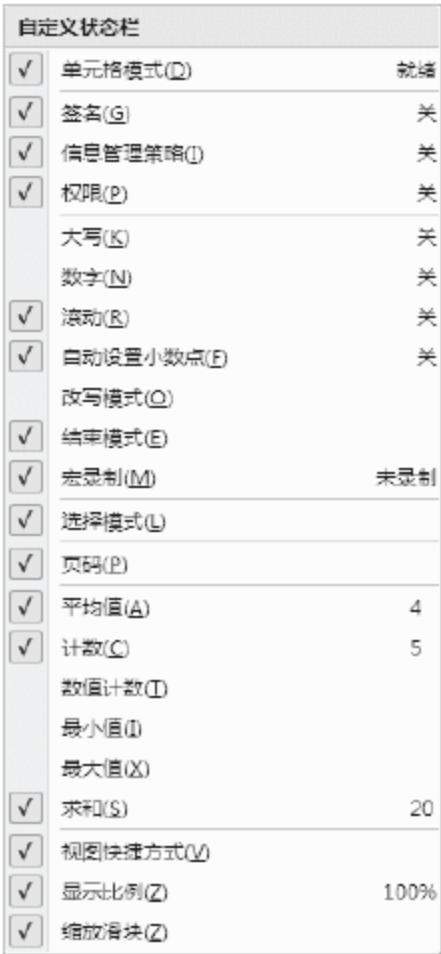 自定义状态栏
单元格模式(D) 就绪
签名(G) 关
信息管理策略(I) 关
权限(P) 关
大写(K) 关
数字(N) 关
滚动(R) 关
自动设置小数点(F) 关
改写模式(O)
结束模式(E)
宏录制(M) 未录制
选择模式(L)
页码(P)
平均值(A) 4
计数(C) 5
数值计数(T)
最小值(I)
最大值(X)
求和(S) 20
视图快捷方式(V)
显示比例(Z) 100%
缩放滑块(Z)